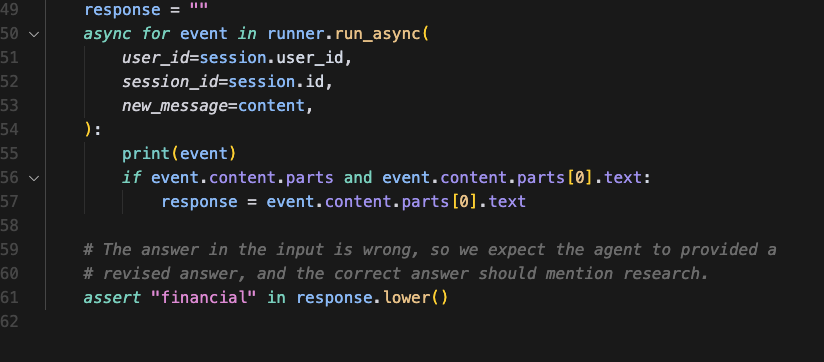 49 response = ""
50 async for event in runner.run_async(
51 user_id=session.user_id,
52 session_id=session.id,
53 new_message=content,
54 ):
55 print(event)
56 if event.content.parts and event.content.parts[0].text:
57 response = event.content.parts[0].text
58
59 # The answer in the input is wrong, so we expect the agent to provided a
60 # revised answer, and the correct answer should mention research.
61 assert "financial" in response.lower()
62